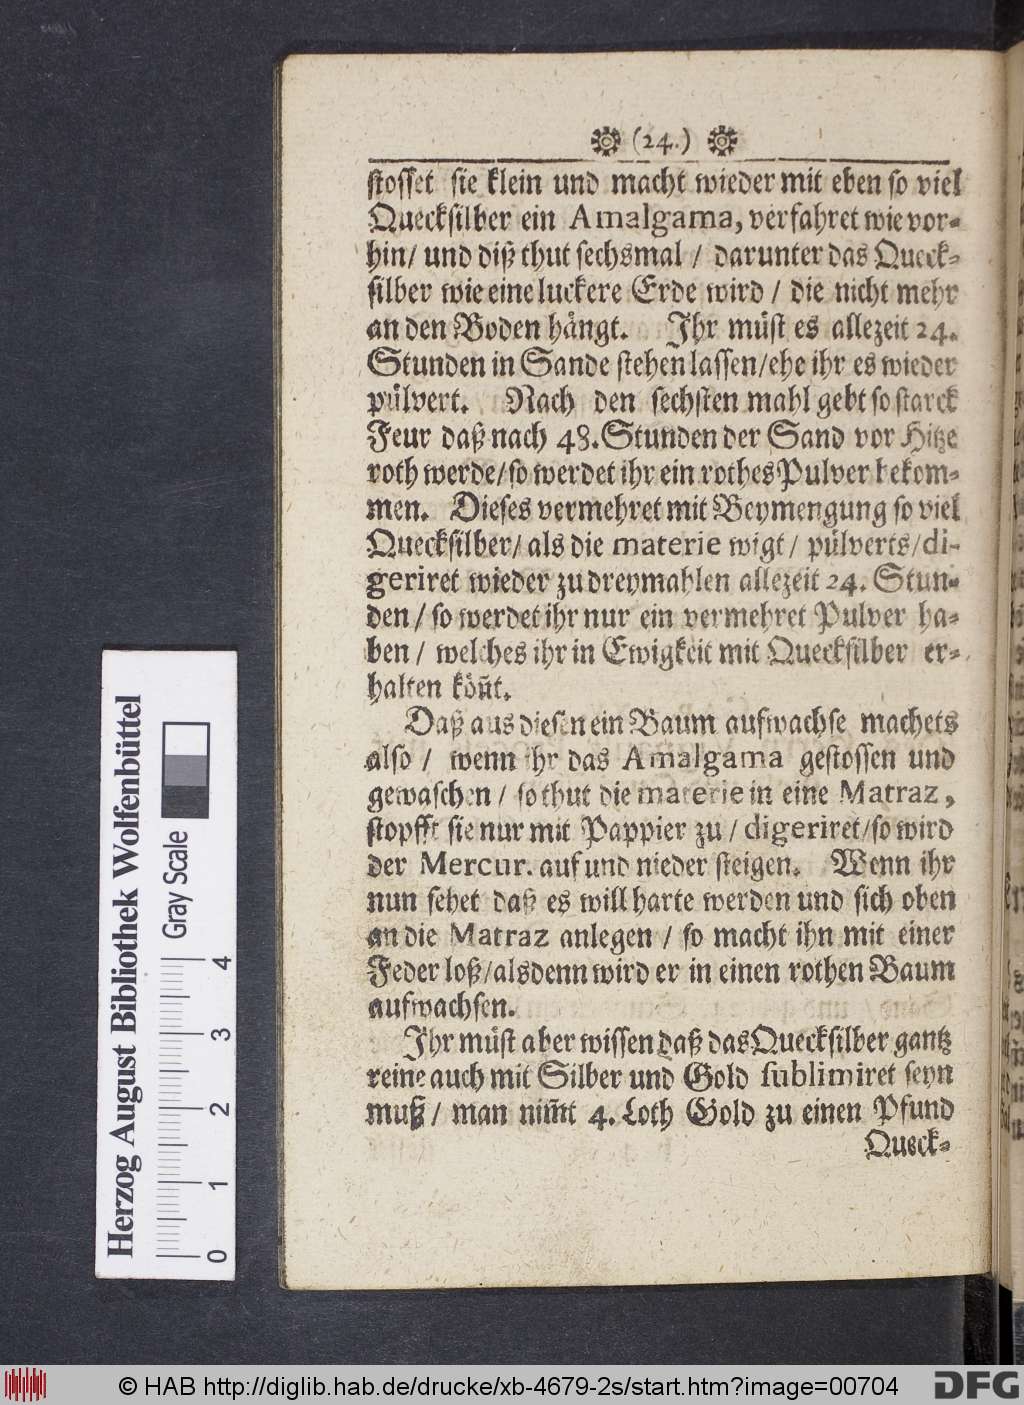 (24.)
stosset sie klein und macht wieder mit eben so viel
Quecksilber ein Amalgama, verfahret wie vor-
hin/ und diß thut sechsmal / darunter das Queck-
silber wie eine luckere Erde wird / die nicht mehr
an den Boden hängt. Ihr müst es allezeit 24.
Stunden in Sande stehen lassen/ehe ihr es wieder
pülvert. Nach den sechsten mahl gebt so starck
Feur daß nach 48. Stunden der Sand vor Hitze
roth werde/so werdet ihr ein rothes Pulver bekom-
men. Dieses vermehret mit Beymengung so viel
Quecksilber/ als die materie wigt / pülverts/di-
geriret wieder zu dreymahlen allezeit 24. Stun-
den / so werdet ihr nur ein vermehret Pulver ha-
ben / welches ihr in Ewigkeit mit Quecksilber er-
halten kön̄t.
Daß aus diesen ein Baum aufwachse machets
also / wenn ihr das Amalgama gestossen und
gewaschen / so thut die materie in eine Matraz,
stopfft sie nur mit Pappier zu / digeriret/so wird
der Mercur. auf und nieder steigen. Wenn ihr
nun sehet daß es will harte werden und sich oben
an die Matraz anlegen / so macht ihn mit einer
Feder loß/alsdenn wird er in einen rothen Baum
aufwachsen.
Ihr müst aber wissen daß das Quecksilber gantz
reine auch mit Silber und Gold sublimiret seyn
muß / man nim̄t 4. Loth Gold zu einen Pfund
Queck-
Herzog August Bibliothek Wolfenbüttel
Gray Scale
0 1 2 3 4
© HAB http://diglib.hab.de/drucke/xb-4679-2s/start.htm?image=00704
DFG